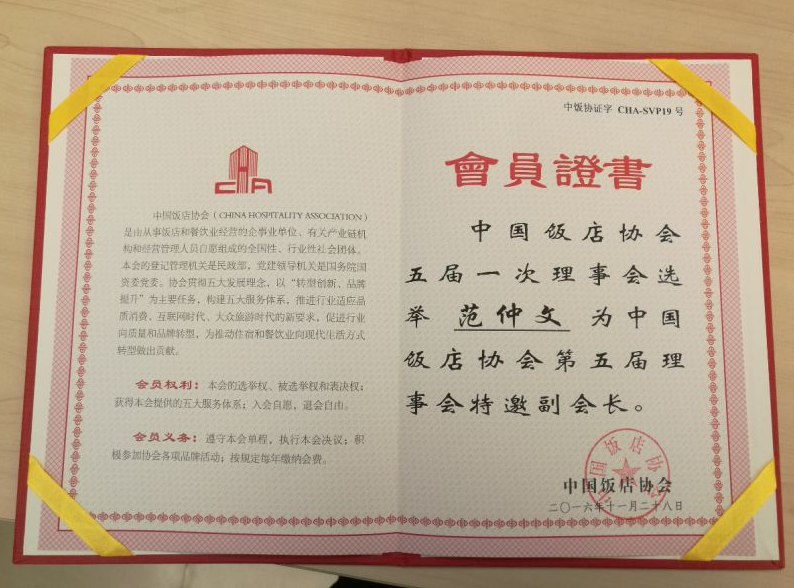 CHA
中国饭店协会（CHINA HOSPITALITY ASSOCIATION）
是由从事饭店和餐饮业经营的企事业单位、有关产业链机
构和经营管理人员自愿组成的全国性、行业性社会团体。
本会的登记管理机关是民政部，党建领导机关是国务院国
资委党委。协会贯彻五大发展理念，以“转型创新、品牌
提升”为主要任务，构建五大服务体系，推进行业适应品
质消费、互联网时代、大众旅游时代的新要求，促进行业
向质量和品牌转型，为推动住宿和餐饮业向现代生活方式
转型做出贡献。
会员权利：本会的选举权、被选举权和表决权；
获得本会提供的五大服务体系；入会自愿，退会自由。
会员义务：遵守本会章程，执行本会决议；积
极参加协会各项品牌活动；按规定每年缴纳会费。
中饭协证字 CHA-SVP19 号
會員證書
中国饭店协会
五届一次理事会选
举 范仲文 为中国
饭店协会第五届理
事会特邀副会长。
中国饭店协会
中国饭店协会
二〇一六年十一月二十八日